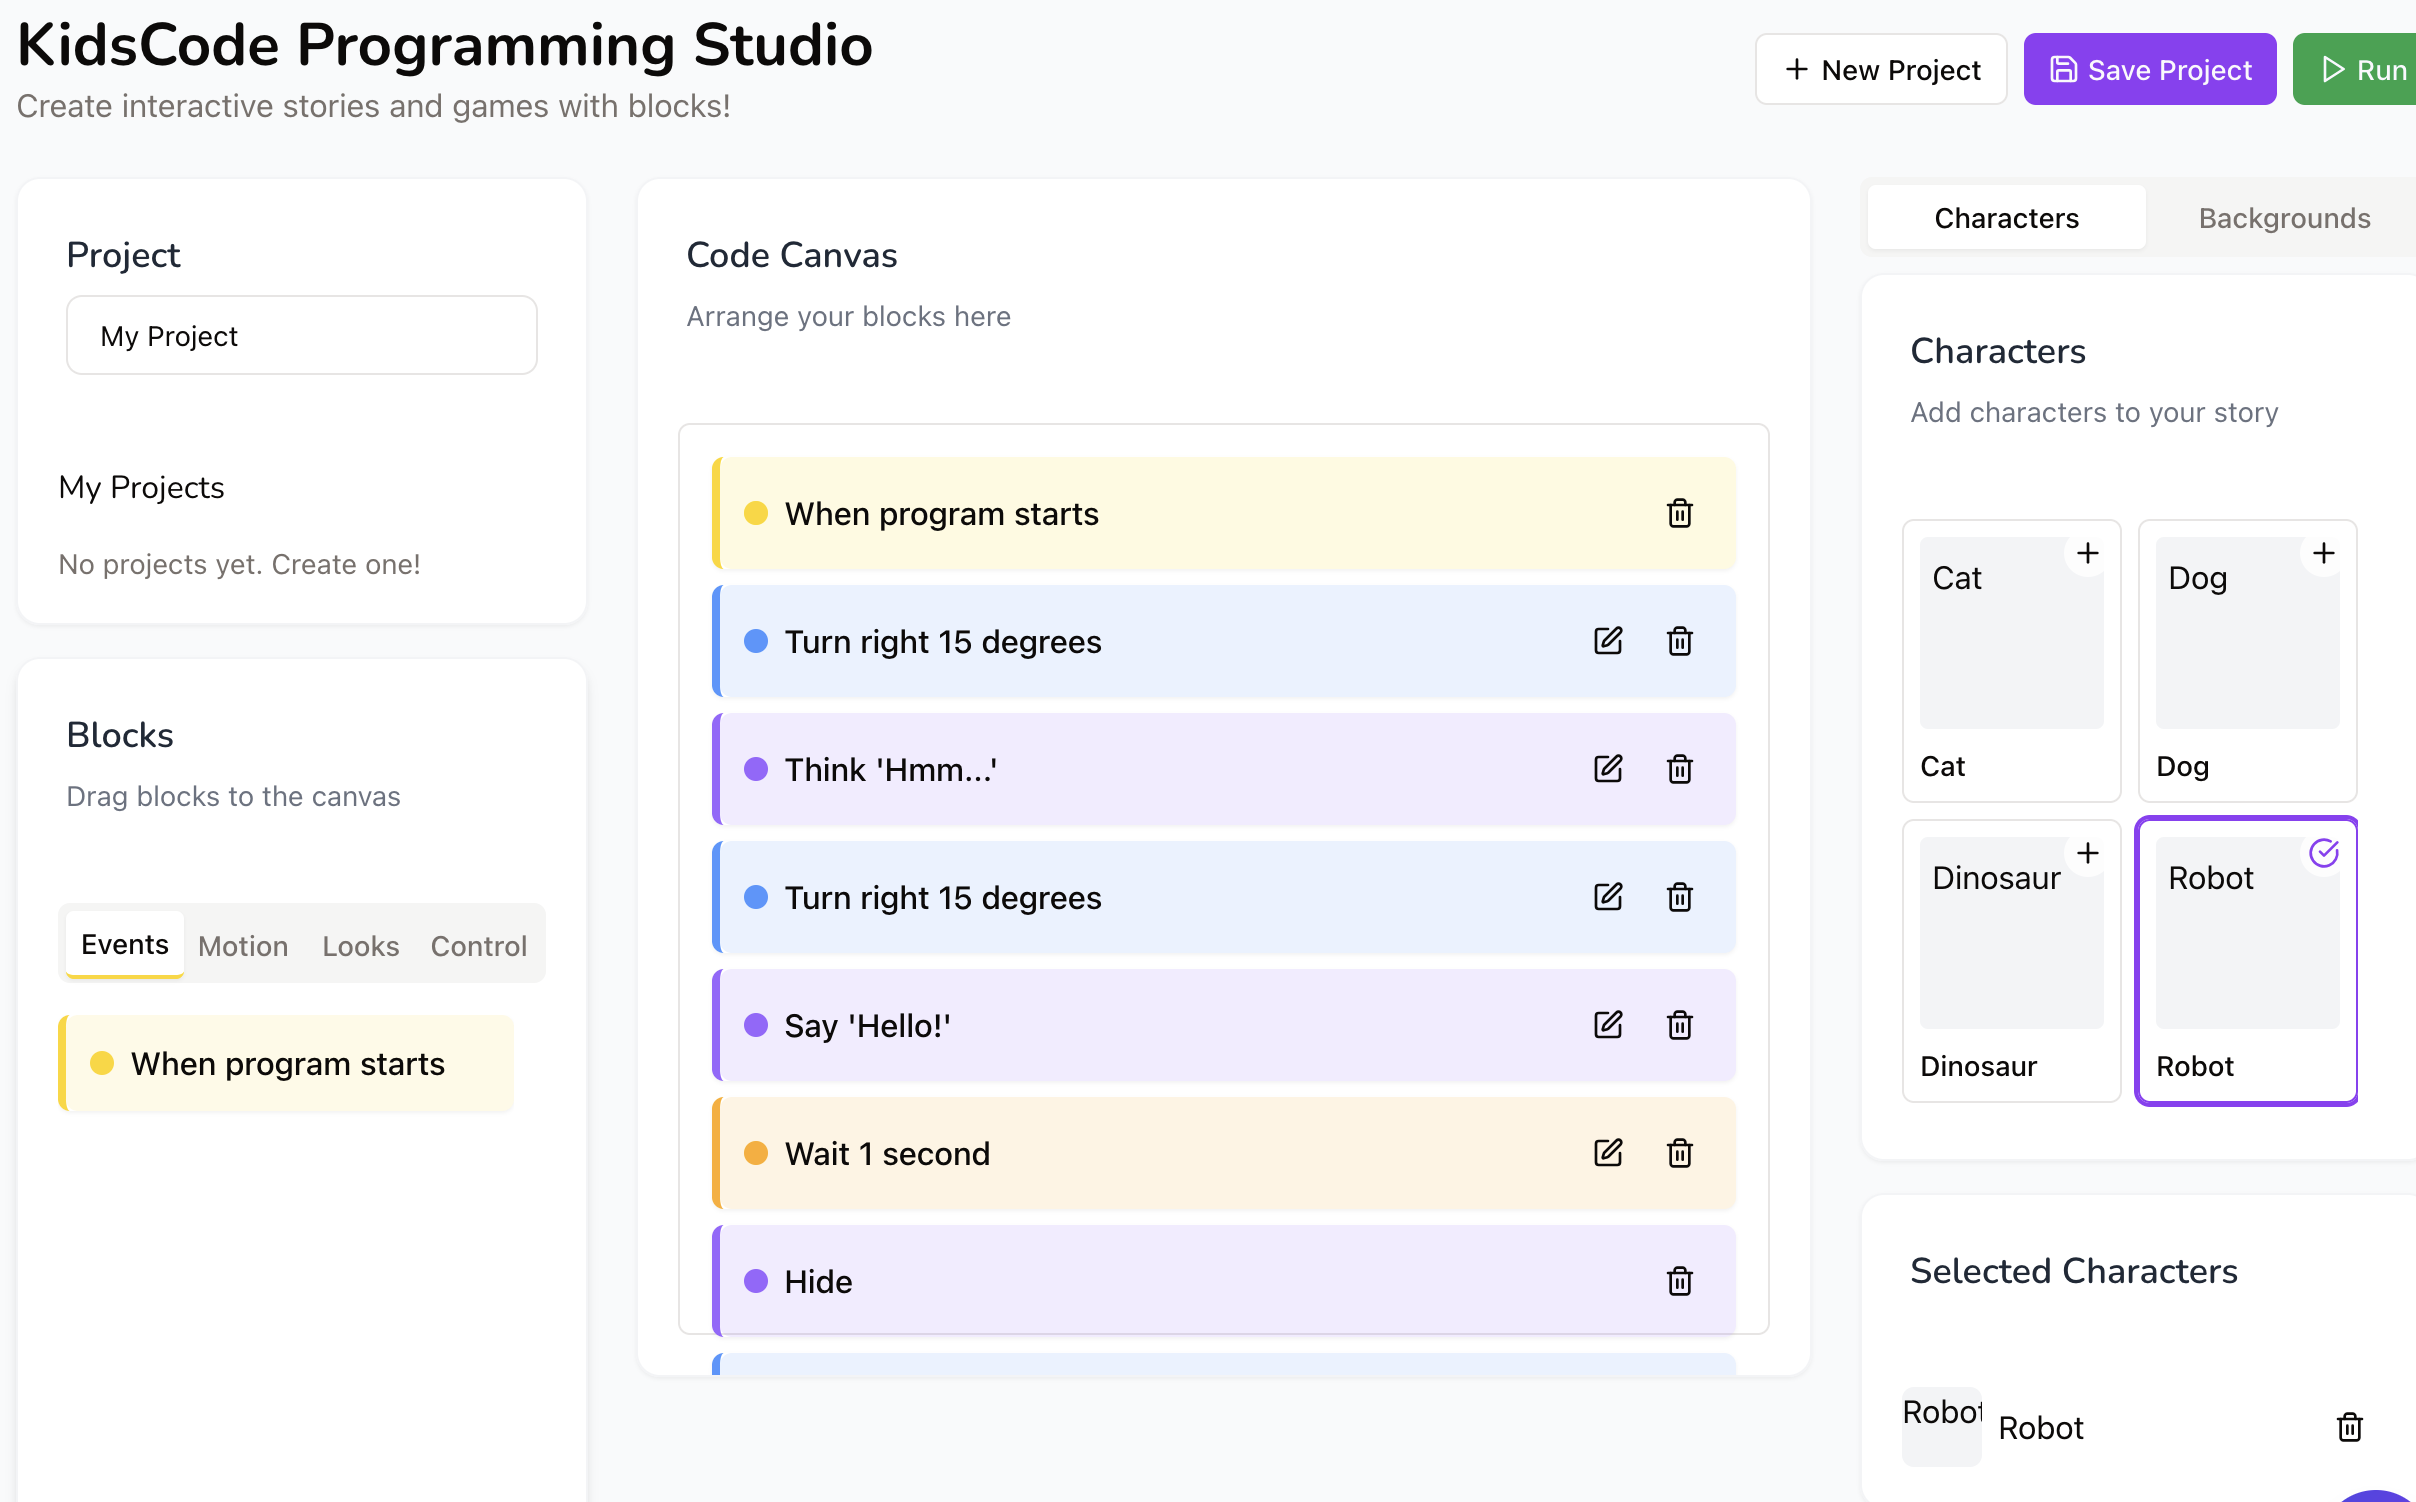 KidsCode Programming Studio
Create interactive stories and games with blocks!
New Project
Save Project
Run
Project
My Project
My Projects
No projects yet. Create one!
Blocks
Drag blocks to the canvas
Events
Motion
Looks
Control
When program starts
Code Canvas
Arrange your blocks here
When program starts
Turn right 15 degrees
Think 'Hmm...'
Turn right 15 degrees
Say 'Hello!'
Wait 1 second
Hide
Characters
Backgrounds
Characters
Add characters to your story
Cat
Cat
Dog
Dog
Dinosaur
Dinosaur
Robot
Robot
Selected Characters
Robot
Robot